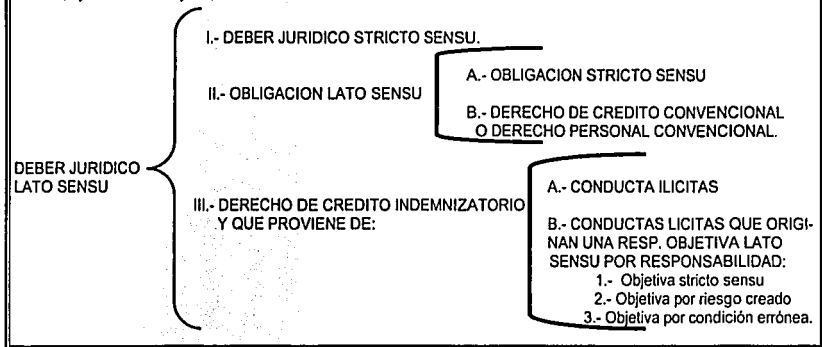 I.- DEBER JURIDICO STRICTO SENSU.
II.- OBLIGACION LATO SENSU
A.- OBLIGACION STRICTO SENSU
B.- DERECHO DE CREDITO CONVENCIONAL
O DERECHO PERSONAL CONVENCIONAL.
DEBER JURIDICO
LATO SENSU
III.- DERECHO DE CREDITO INDEMNIZATORIO
Y QUE PROVIENE DE:
A.- CONDUCTA ILICITAS
B.- CONDUCTAS LICITAS QUE ORIGI-
NAN UNA RESP. OBJETIVA LATO
SENSU POR RESPONSABILIDAD:
1.- Objetiva stricto sensu
2.- Objetiva por riesgo creado
3.- Objetiva por condición errónea.